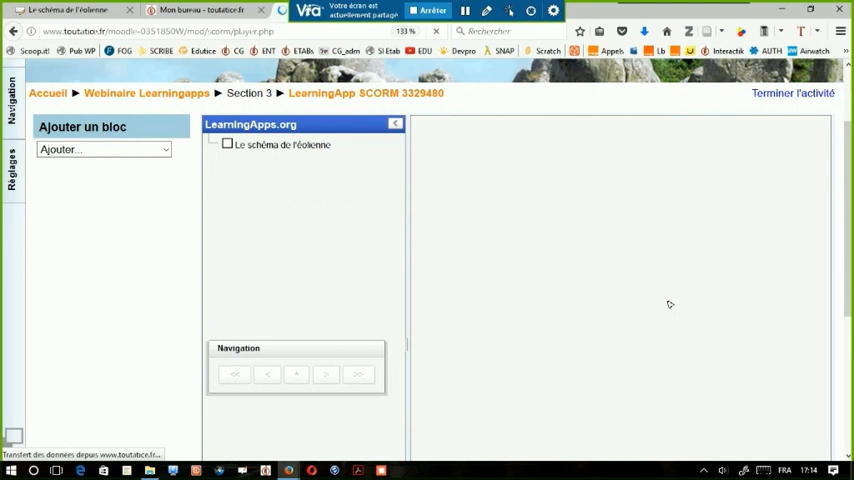 Le schéma de l'éolienne
Mon bureau - toutatice.fr
Vra
Votre écran est
actuellement partagé
Arrêter
www.toutatice.fr/moodle-0351850W/mod/scorm/player.php
133 %
Rechercher
Scoop.it!
Pub WP
FOG
SCRIBE
Edutice
CG_adm
ENT
ETABs
CG_adm
SI Etab
EDU
Devpro
SNAP
Scratch
Appels
Lb
Em
Interactik
AUTH
Airwatch
Navigation
Réglages
Accueil ► Webinaire Learningapps ► Section 3 ► LearningApp SCORM 3329480
Terminer l'activité
Ajouter un bloc
Ajouter...
LearningApps.org
Le schéma de l'éolienne
Navigation
<< < ^ > >>
Transfert des données depuis www.toutatice.fr...
FRA
17:14